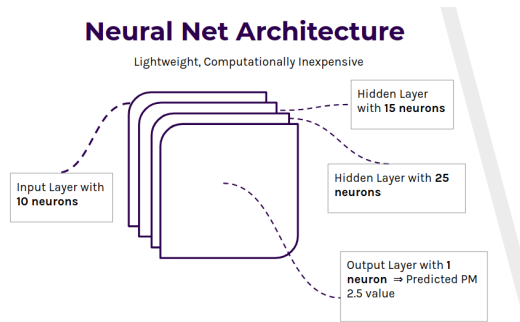 Neural Net Architecture
Lightweight, Computationally Inexpensive
Hidden Layer
with 15 neurons
Input Layer with
10 neurons
Hidden Layer with 25
neurons
Output Layer with 1
neuron ⇒ Predicted PM
2.5 value